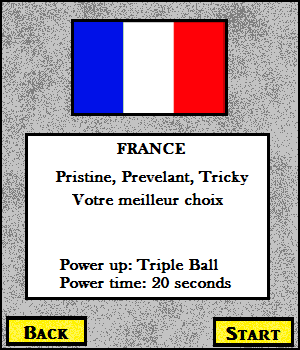 FRANCE
Pristine, Prevelant, Tricky
Votre meilleur choix
Power up: Triple Ball
Power time: 20 seconds
Back
Start